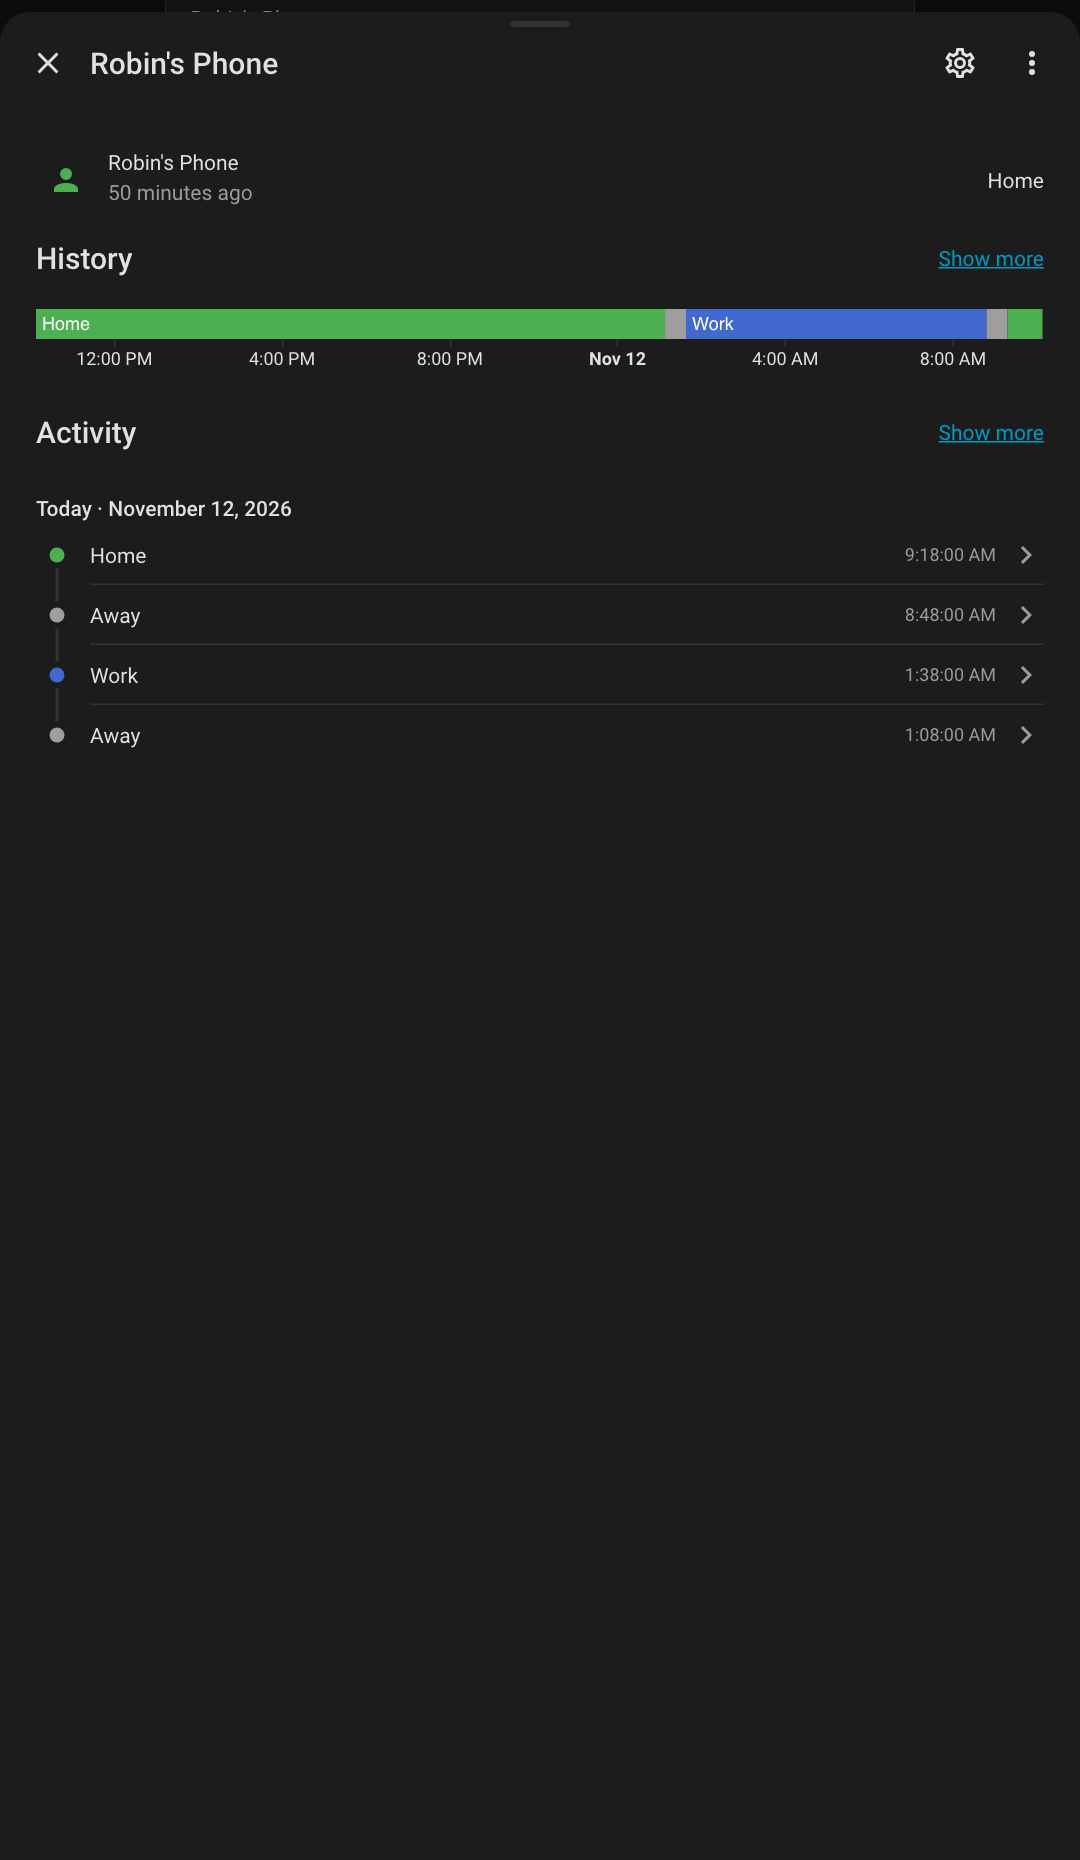 Robin's Phone
Robin's Phone
50 minutes ago
Home
History
Show more
Home
Work
12:00 PM
4:00 PM
8:00 PM
Nov 12
4:00 AM
8:00 AM
Activity
Show more
Today · November 12, 2026
Home
9:18:00 AM
Away
8:48:00 AM
Work
1:38:00 AM
Away
1:08:00 AM